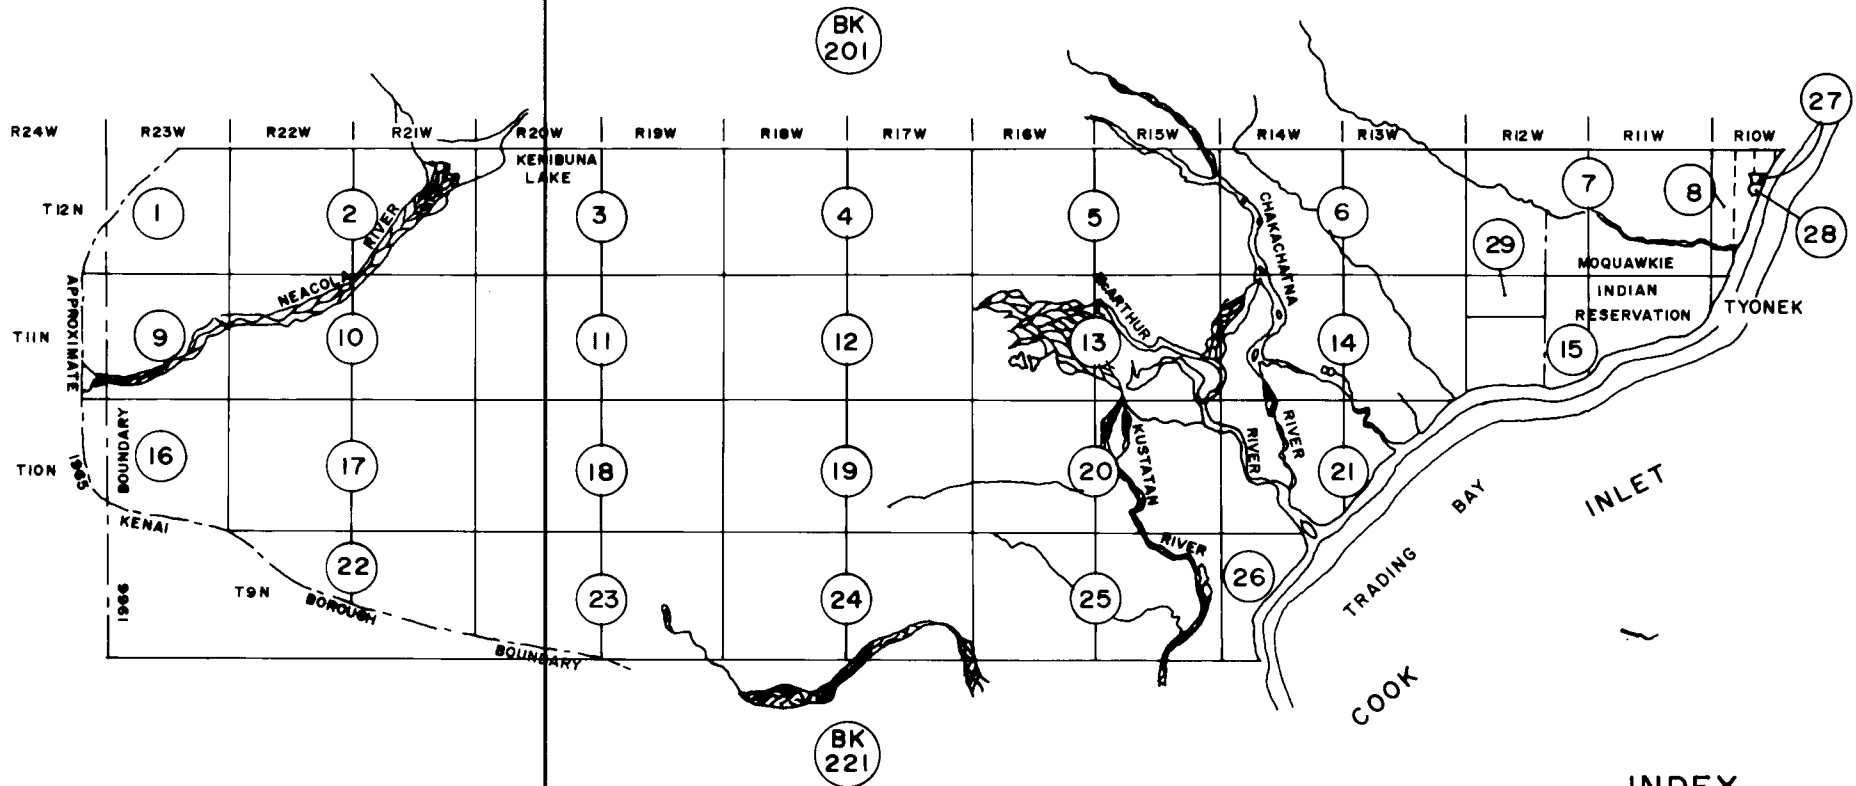 BK
201
27
R24W
R23W
R22W
R21W
R20W
R19W
R18W
R17W
R16W
R15W
R14W
R13W
R12W
R11W
R10W
KENIBUNA
LAKE
T12N
1
2
RIVER
3
4
5
CHAKACHATNA
6
7
8
28
29
MOQUAWKIE
INDIAN
RESERVATION
TYONEK
APPROXIMATE
NEACOLA
McARTHUR
T11N
9
10
11
12
13
14
15
T10N
1965
BOUNDARY
16
17
18
19
20
KUSTATAN
RIVER
RIVER
21
BAY
INLET
KENAI
RIVER
TRADING
1966
T9N
22
BOROUGH
23
24
25
26
BOUNDARY
COOK
BK
221
INDEX